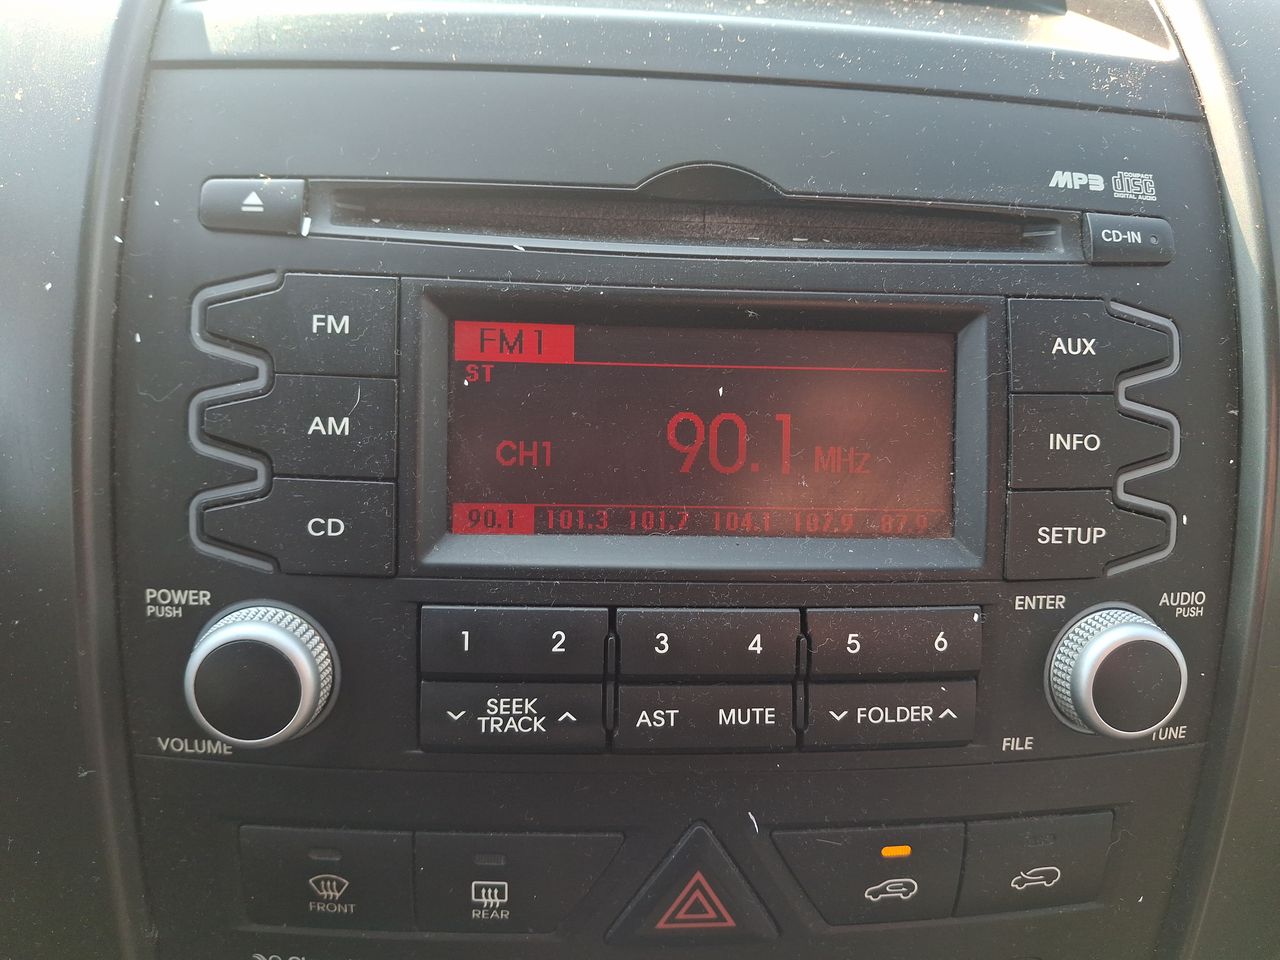 MP3 COMPACT
disc
DIGITAL AUDIO
CD-IN
FM
AM
CD
FM 1
ST
CH1 90.1 MHz
90.1 101.3 101.7 104.1 107.9 87.9
AUX
INFO
SETUP
POWER
PUSH
VOLUME
1 2 3 4 5 6
SEEK
TRACK
AST MUTE FOLDER
ENTER
AUDIO
PUSH
FILE
TUNE
FRONT
REAR